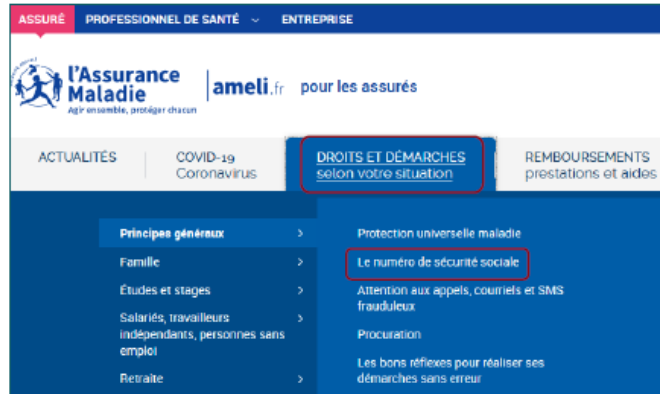 ASSURÉ PROFESSIONNEL DE SANTÉ ENTREPRISE
l'Assurance
Maladie
Agir ensemble, protéger chacun
ameli.fr pour les assurés
ACTUALITÉS
COVID-19
Coronavirus
DROITS ET DÉMARCHES
selon votre situation
REMBOURSEMENTS
prestations et aides
Principes généraux
Famille
Études et stages
Salariés, travailleurs
indépendants, personnes sans
emploi
Retraite
Protection universelle maladie
Le numéro de sécurité sociale
Attention aux appels, courriels et SMS
frauduleux
Procuration
Les bons réflexes pour réaliser ses
démarches sans erreur